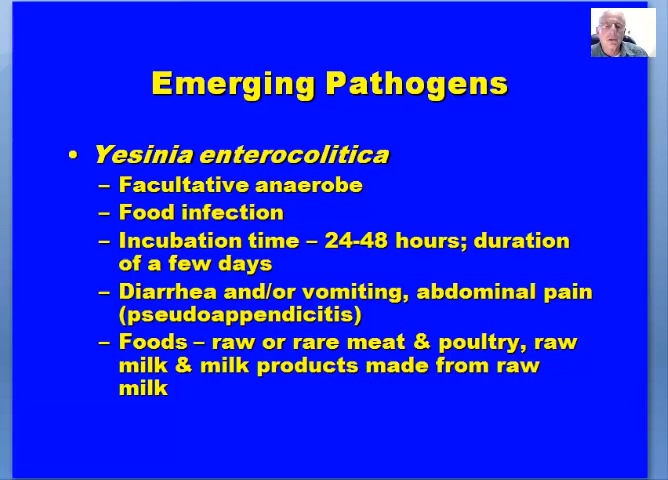 Emerging Pathogens
• Yesinia enterocolitica
– Facultative anaerobe
– Food infection
– Incubation time – 24-48 hours; duration
of a few days
– Diarrhea and/or vomiting, abdominal pain
(pseudoappendicitis)
– Foods – raw or rare meat & poultry, raw
milk & milk products made from raw
milk